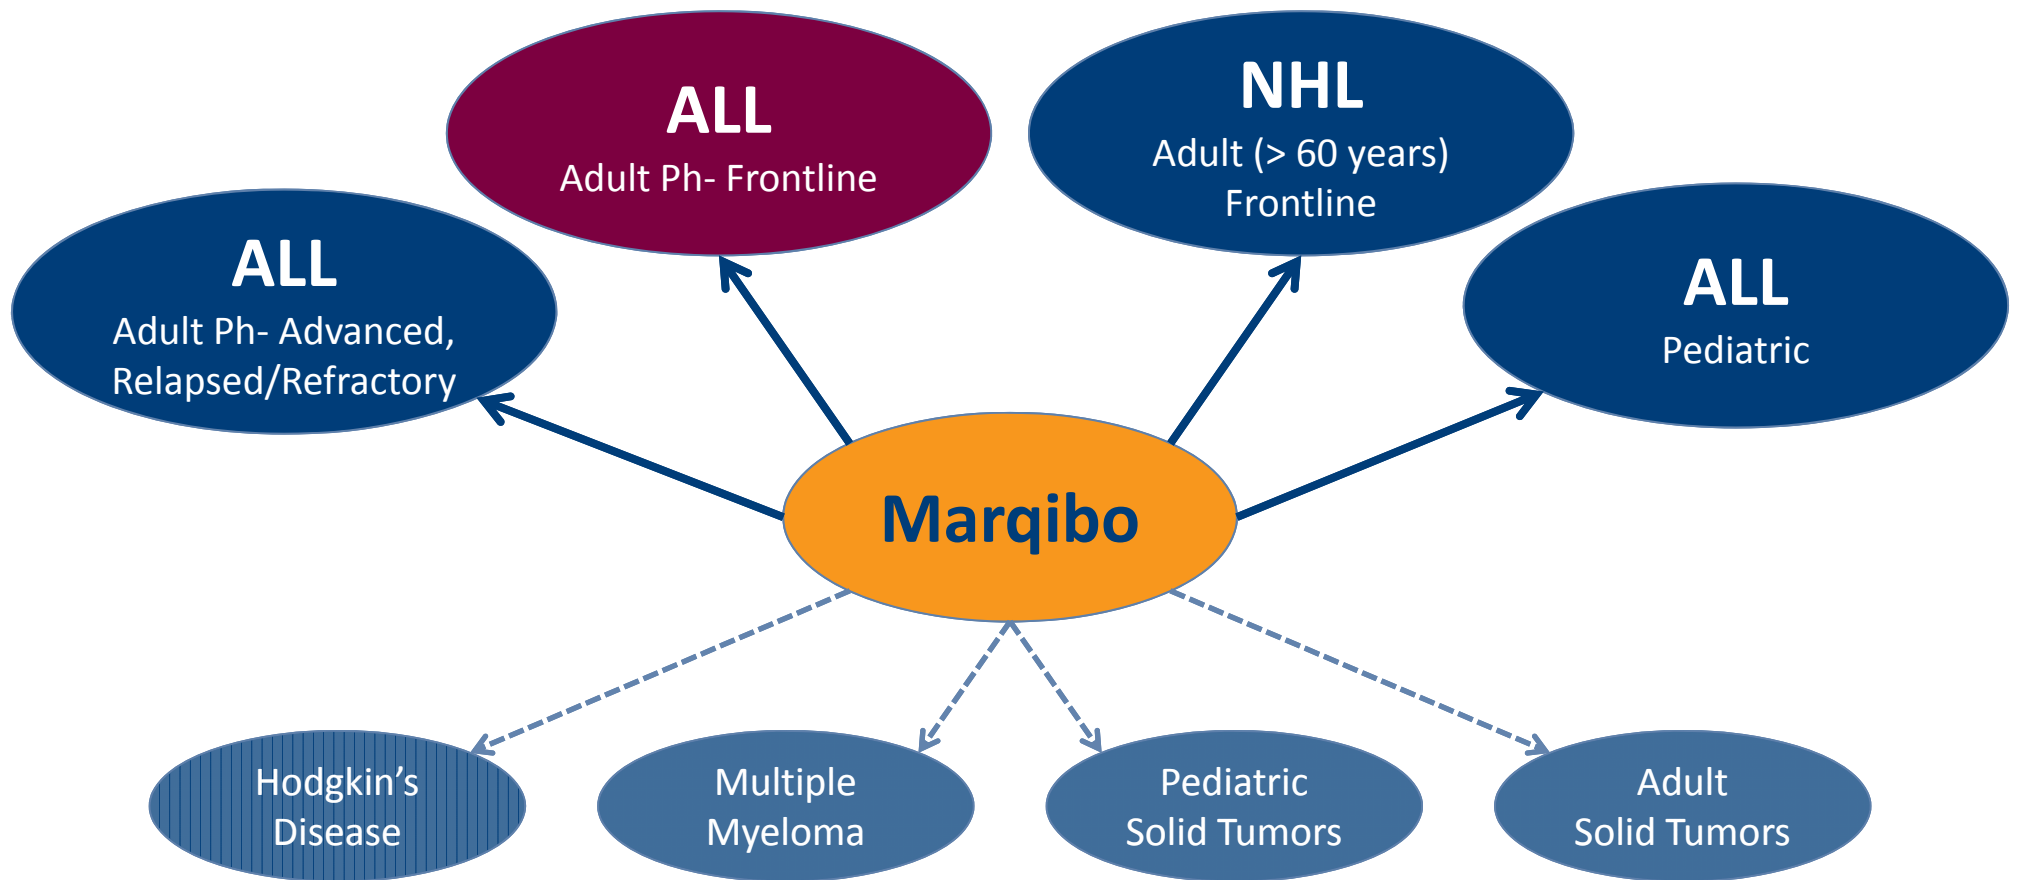 ALL
Adult Ph- Advanced,
Relapsed/Refractory
ALL
Adult Ph- Frontline
NHL
Adult (> 60 years)
Frontline
ALL
Pediatric
Marqibo
Hodgkin’s
Disease
Multiple
Myeloma
Pediatric
Solid Tumors
Adult
Solid Tumors